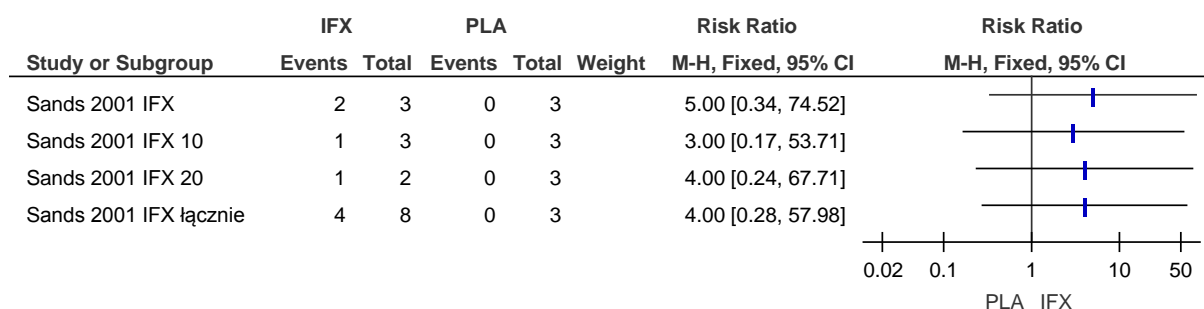 IFX PLA Risk Ratio Risk Ratio
Study or Subgroup Events Total Events Total Weight M-H, Fixed, 95% CI M-H, Fixed, 95% CI
Sands 2001 IFX 2 3 0 3 5.00 [0.34, 74.52]
Sands 2001 IFX 10 1 3 0 3 3.00 [0.17, 53.71]
Sands 2001 IFX 20 1 2 0 3 4.00 [0.24, 67.71]
Sands 2001 IFX łącznie 4 8 0 3 4.00 [0.28, 57.98]
0.02 0.1 1 10 50
PLA IFX